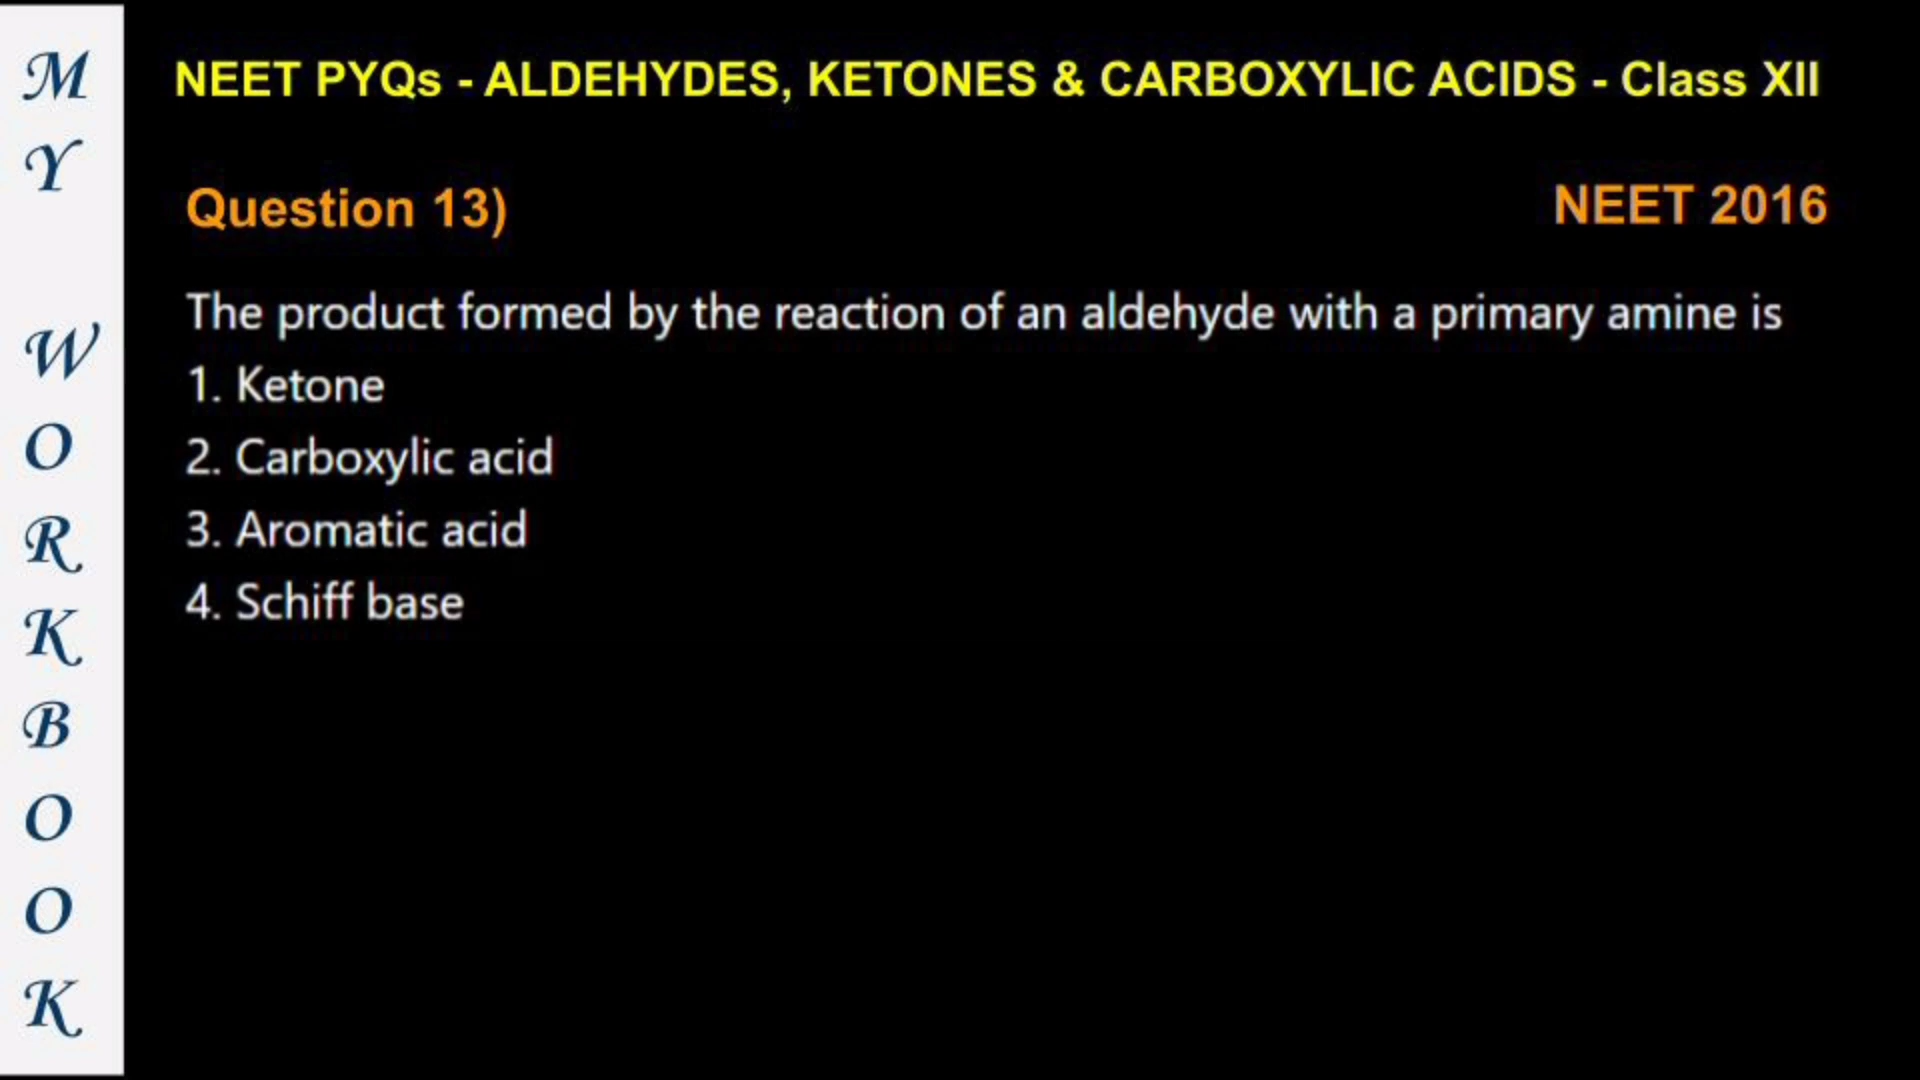 MY WORKBOOK
NEET PYQs - ALDEHYDES, KETONES & CARBOXYLIC ACIDS - Class XII
Question 13)
NEET 2016
The product formed by the reaction of an aldehyde with a primary amine is
1. Ketone
2. Carboxylic acid
3. Aromatic acid
4. Schiff base